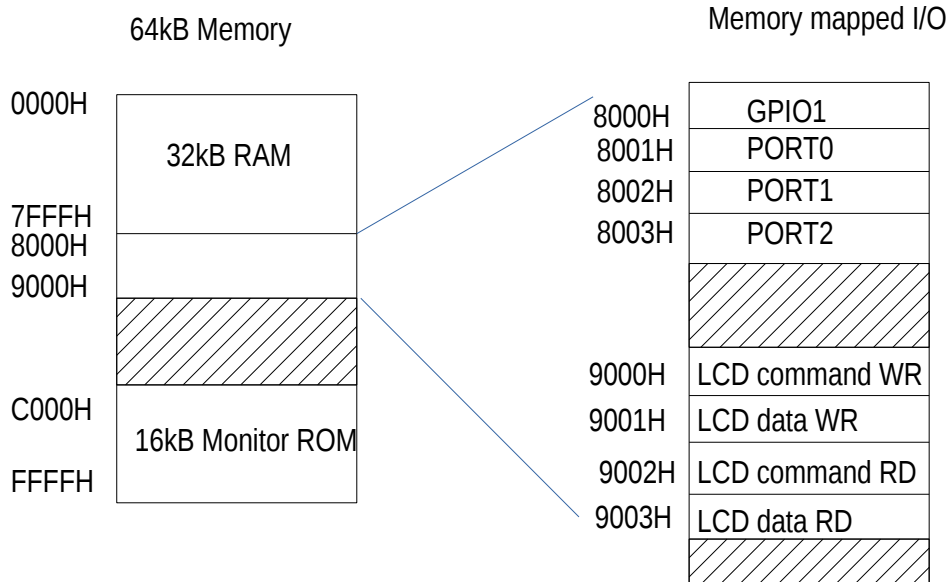 64kB Memory
0000H
32kB RAM
7FFFH
8000H
9000H
C000H
16kB Monitor ROM
FFFFH
Memory mapped I/O
8000H GPIO1
8001H PORT0
8002H PORT1
8003H PORT2
9000H LCD command WR
9001H LCD data WR
9002H LCD command RD
9003H LCD data RD